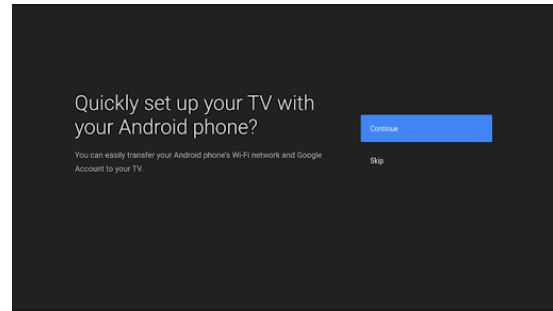 Quickly set up your TV with
your Android phone?
You can easily transfer your Android phone's Wi-Fi network and Google
Account to your TV.
Continue
Skip